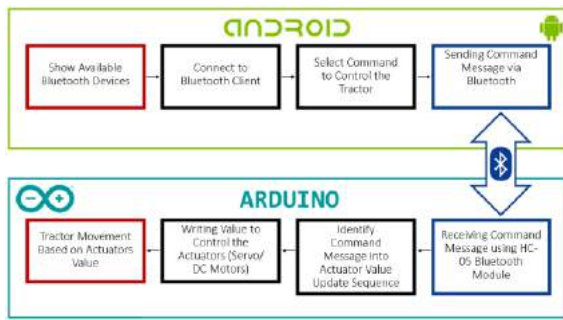 ANDROID
Show Available
Bluetooth Devices
Connect to
Bluetooth Client
Select Command
to Control the
Tractor
Sending Command
Message via
Bluetooth
ARDUINO
Tractor Movement
Based on Actuators
Value
Writing Value to
Control the
Actuators (Servo/
DC Motors)
Identify
Command
Message into
Actuator Value
Update Sequence
Receiving Command
Message using HC-
05 Bluetooth
Module